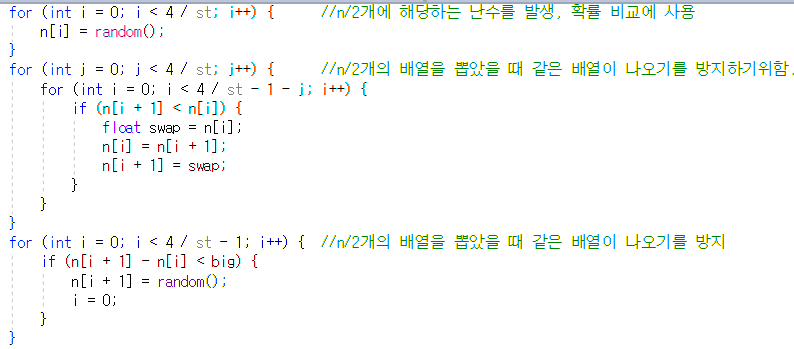 for (int i = 0; i < 4 / st; i++) {      //n/2개에 해당하는 난수를 발생, 확률 비교에 사용
    n[i] = random();
}
for (int j = 0; j < 4 / st; j++) {      //n/2개의 배열을 뽑았을 때 같은 배열이 나오기를 방지하기위함.
    for (int i = 0; i < 4 / st - 1 - j; i++) {
        if (n[i + 1] < n[i]) {
            float swap = n[i];
            n[i] = n[i + 1];
            n[i + 1] = swap;
        }
    }
}
for (int i = 0; i < 4 / st - 1; i++) {  //n/2개의 배열을 뽑았을 때 같은 배열이 나오기를 방지
    if (n[i + 1] - n[i] < big) {
        n[i + 1] = random();
        i = 0;
    }
}